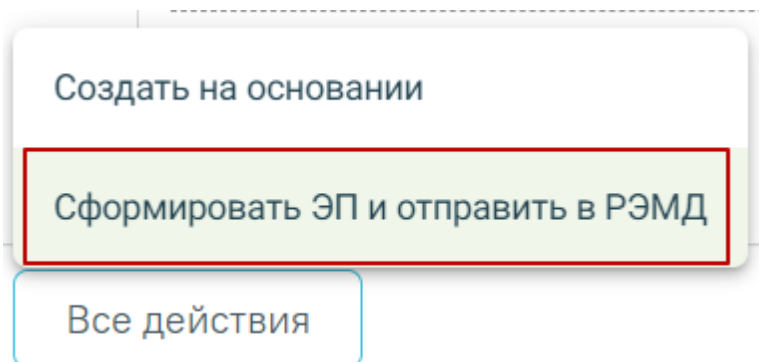 Создать на основании
Сформировать ЭП и отправить в РЭМД
Все действия